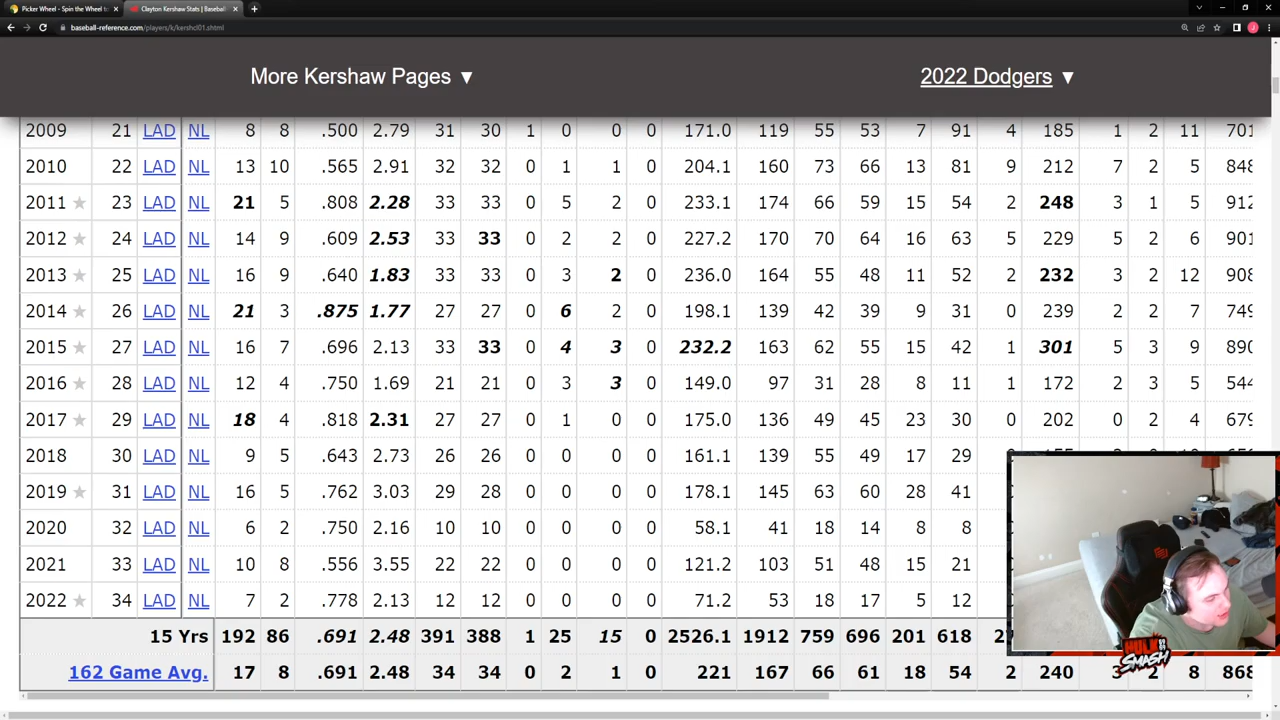 Picker Wheel - Spin the Wheel t
Clayton Kershaw Stats | Baseball
baseball-reference.com/players/k/kershcl01.shtml
More Kershaw Pages ▼ 2022 Dodgers ▼
2009 21 LAD NL 8 8 .500 2.79 31 30 1 0 0 0 171.0 119 55 53 7 91 4 185 1 2 11 701
2010 22 LAD NL 13 10 .565 2.91 32 32 0 1 1 0 204.1 160 73 66 13 81 9 212 7 2 5 848
2011 ★ 23 LAD NL 21 5 .808 2.28 33 33 0 5 2 0 233.1 174 66 59 15 54 2 248 3 1 5 912
2012 ★ 24 LAD NL 14 9 .609 2.53 33 33 0 2 2 0 227.2 170 70 64 16 63 5 229 5 2 6 901
2013 ★ 25 LAD NL 16 9 .640 1.83 33 33 0 3 2 0 236.0 164 55 48 11 52 2 232 3 2 12 908
2014 ★ 26 LAD NL 21 3 .875 1.77 27 27 0 6 2 0 198.1 139 42 39 9 31 0 239 2 2 7 749
2015 ★ 27 LAD NL 16 7 .696 2.13 33 33 0 4 3 0 232.2 163 62 55 15 42 1 301 5 3 9 890
2016 ★ 28 LAD NL 12 4 .750 1.69 21 21 0 3 3 0 149.0 97 31 28 8 11 1 172 2 3 5 544
2017 ★ 29 LAD NL 18 4 .818 2.31 27 27 0 1 0 0 175.0 136 49 45 23 30 0 202 0 2 4 679
2018 30 LAD NL 9 5 .643 2.73 26 26 0 0 0 0 161.1 139 55 49 17 29
2019 ★ 31 LAD NL 16 5 .762 3.03 29 28 0 0 0 0 178.1 145 63 60 28 41
2020 32 LAD NL 6 2 .750 2.16 10 10 0 0 0 0 58.1 41 18 14 8 8
2021 33 LAD NL 10 8 .556 3.55 22 22 0 0 0 0 121.2 103 51 48 15 21
2022 ★ 34 LAD NL 7 2 .778 2.13 12 12 0 0 0 0 71.2 53 18 17 5 12
15 Yrs 192 86 .691 2.48 391 388 1 25 15 0 2526.1 1912 759 696 201 618
162 Game Avg. 17 8 .691 2.48 34 34 0 2 1 0 221 167 66 61 18 54 2 240 3 2 8 868
HULK
SMASH